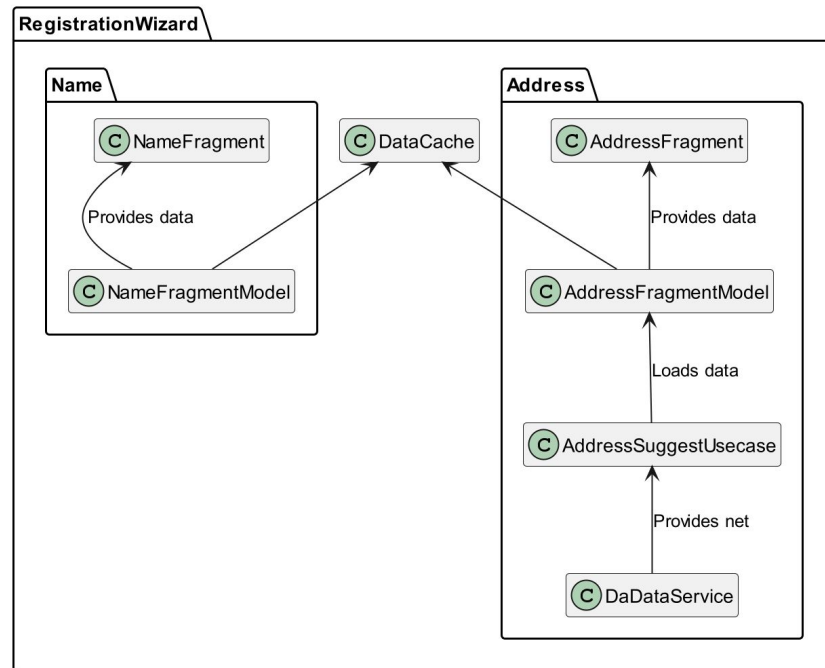 RegistrationWizard
Name
Address
C NameFragment
C DataCache
C AddressFragment
Provides data
Provides data
C NameFragmentModel
C AddressFragmentModel
Loads data
C AddressSuggestUsecase
Provides net
C DaDataService